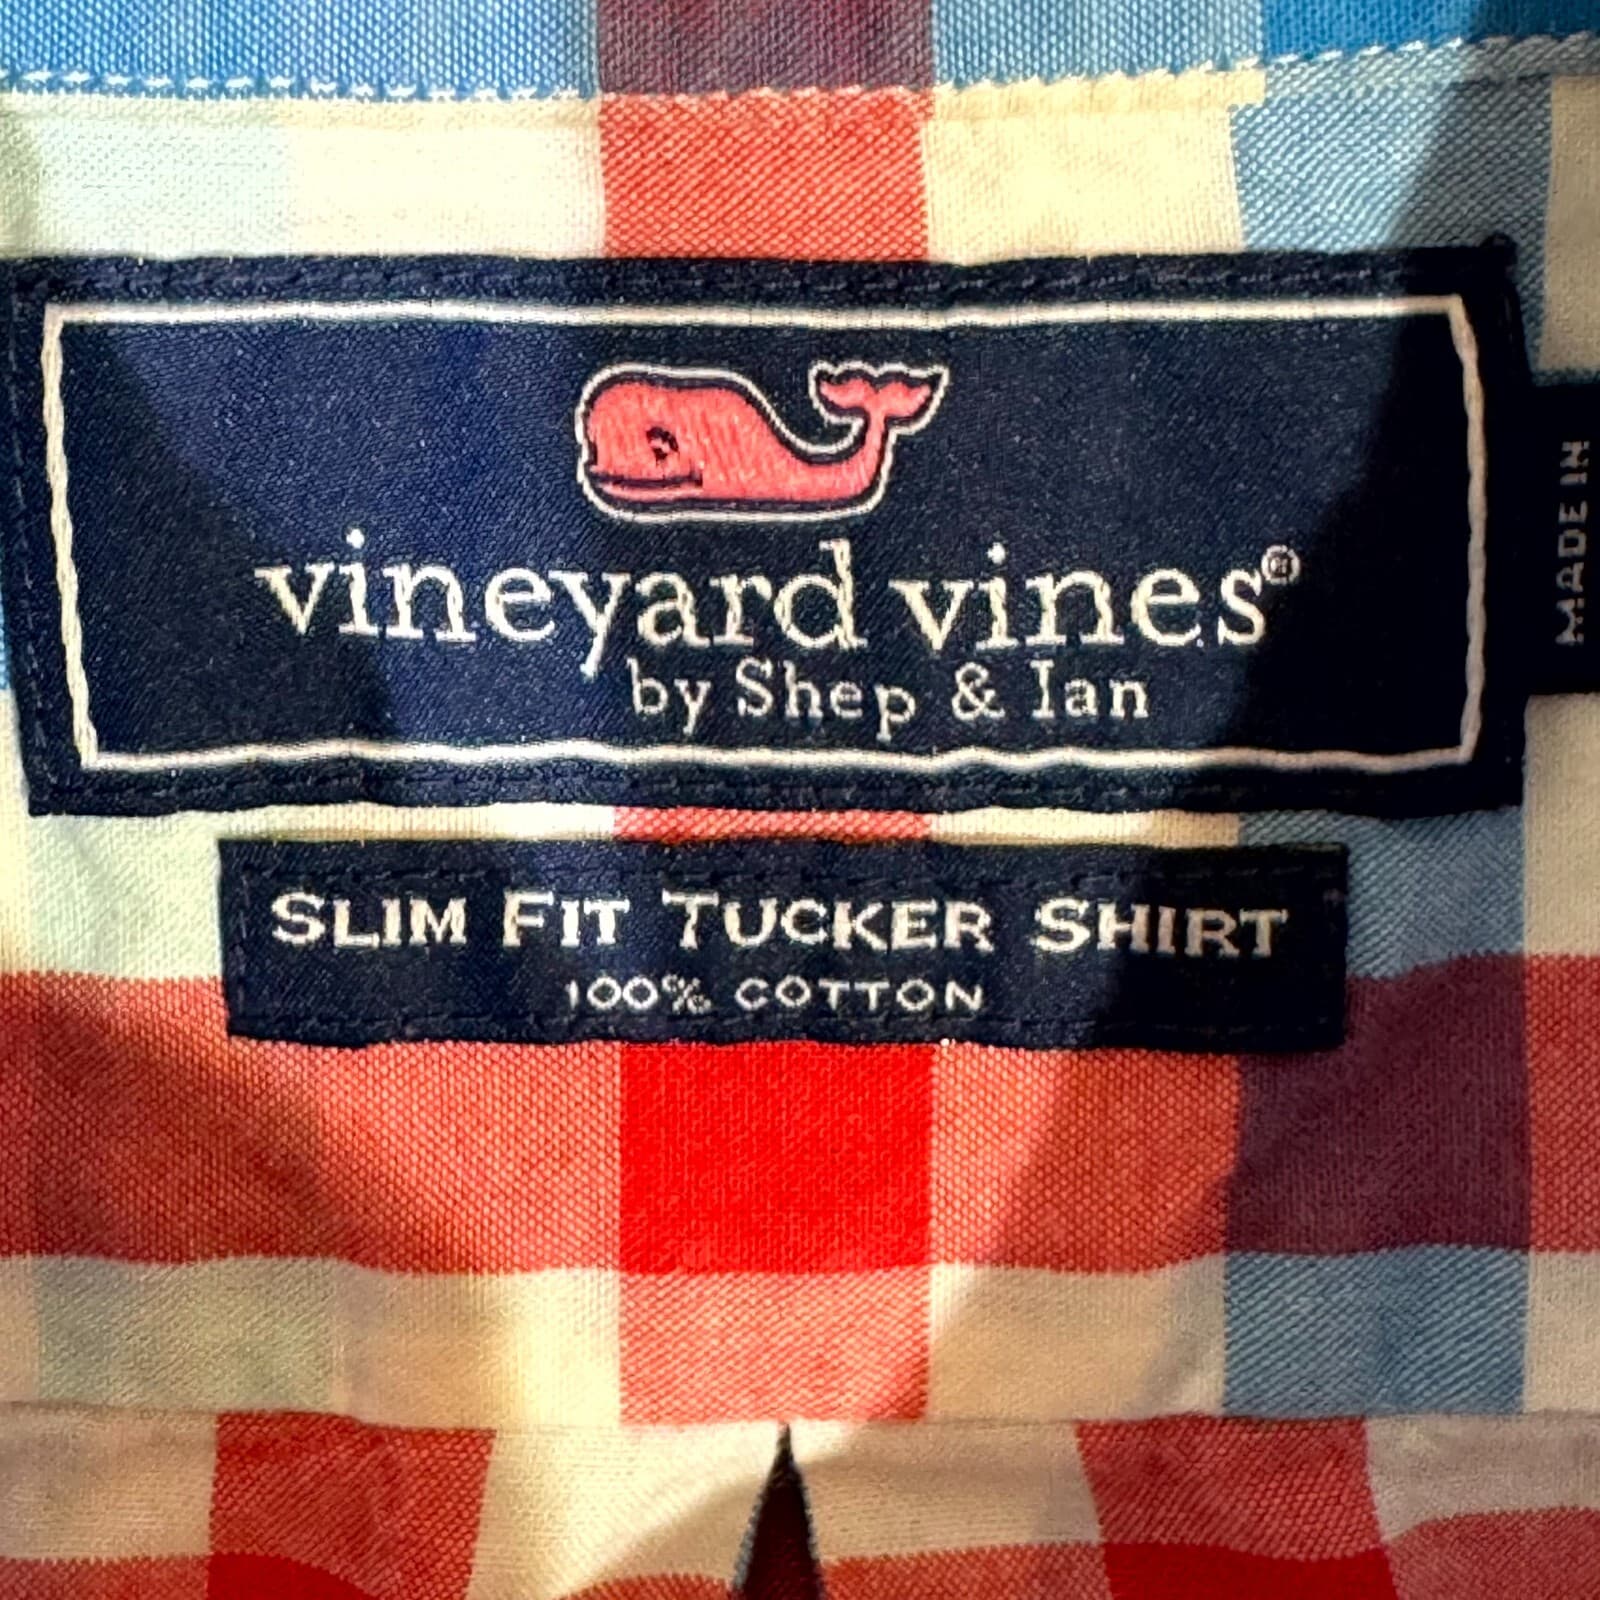 vineyard vines®
by Shep & Ian
MADE IN
SLIM FIT TUCKER SHIRT
100% COTTON